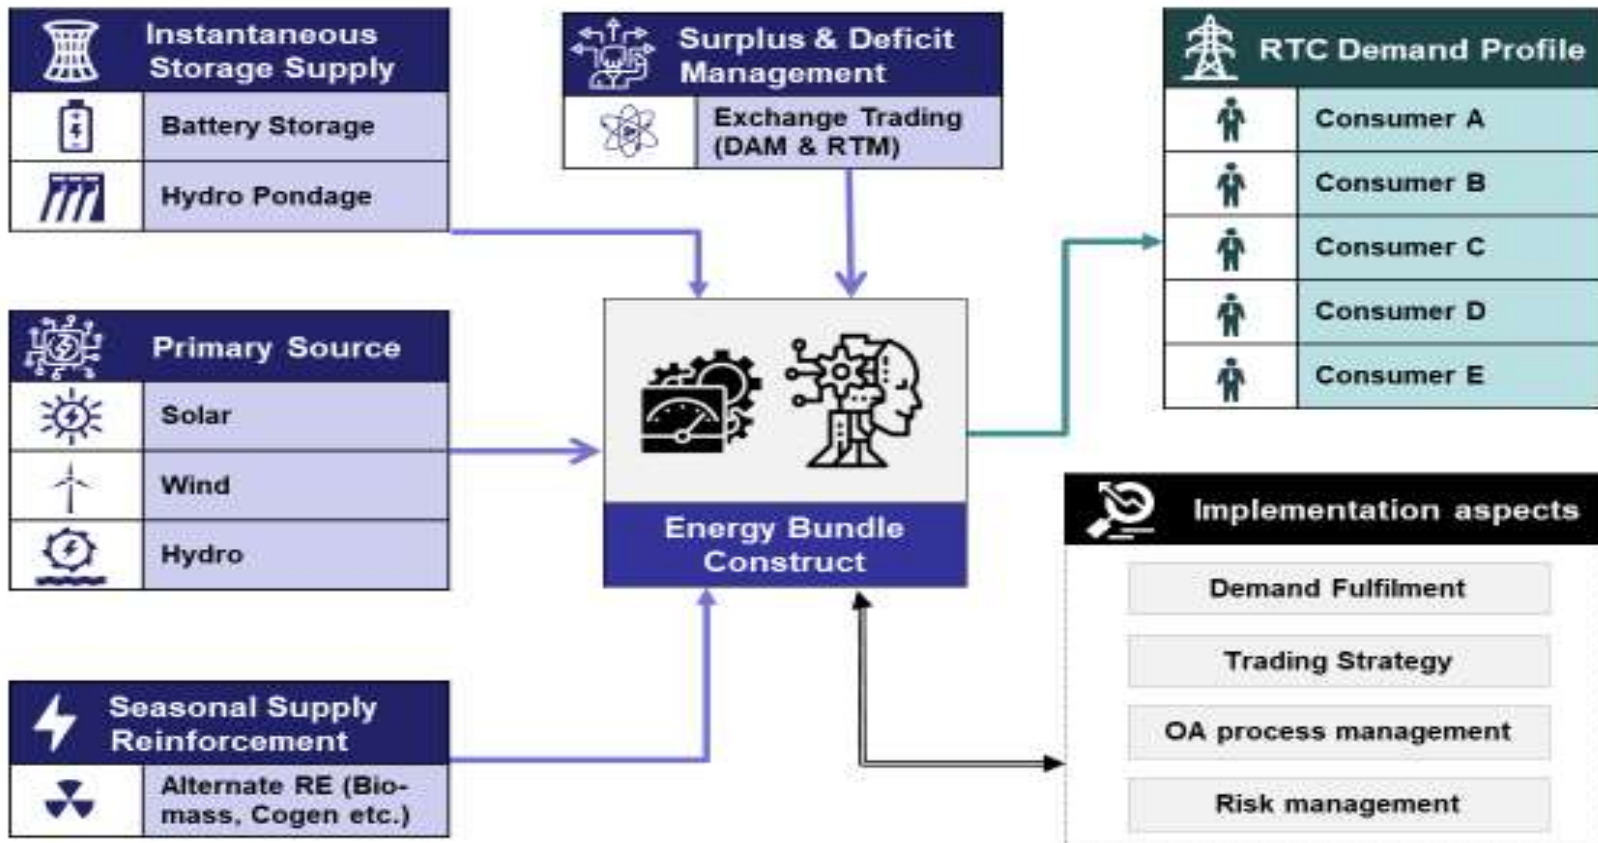 Instantaneous
Storage Supply
Battery Storage
Hydro Pondage
Surplus & Deficit
Management
Exchange Trading
(DAM & RTM)
RTC Demand Profile
Consumer A
Consumer B
Consumer C
Consumer D
Consumer E
Primary Source
Solar
Wind
Hydro
Energy Bundle
Construct
Seasonal Supply
Reinforcement
Alternate RE (Bio-
mass, Cogen etc.)
Implementation aspects
Demand Fulfilment
Trading Strategy
OA process management
Risk management